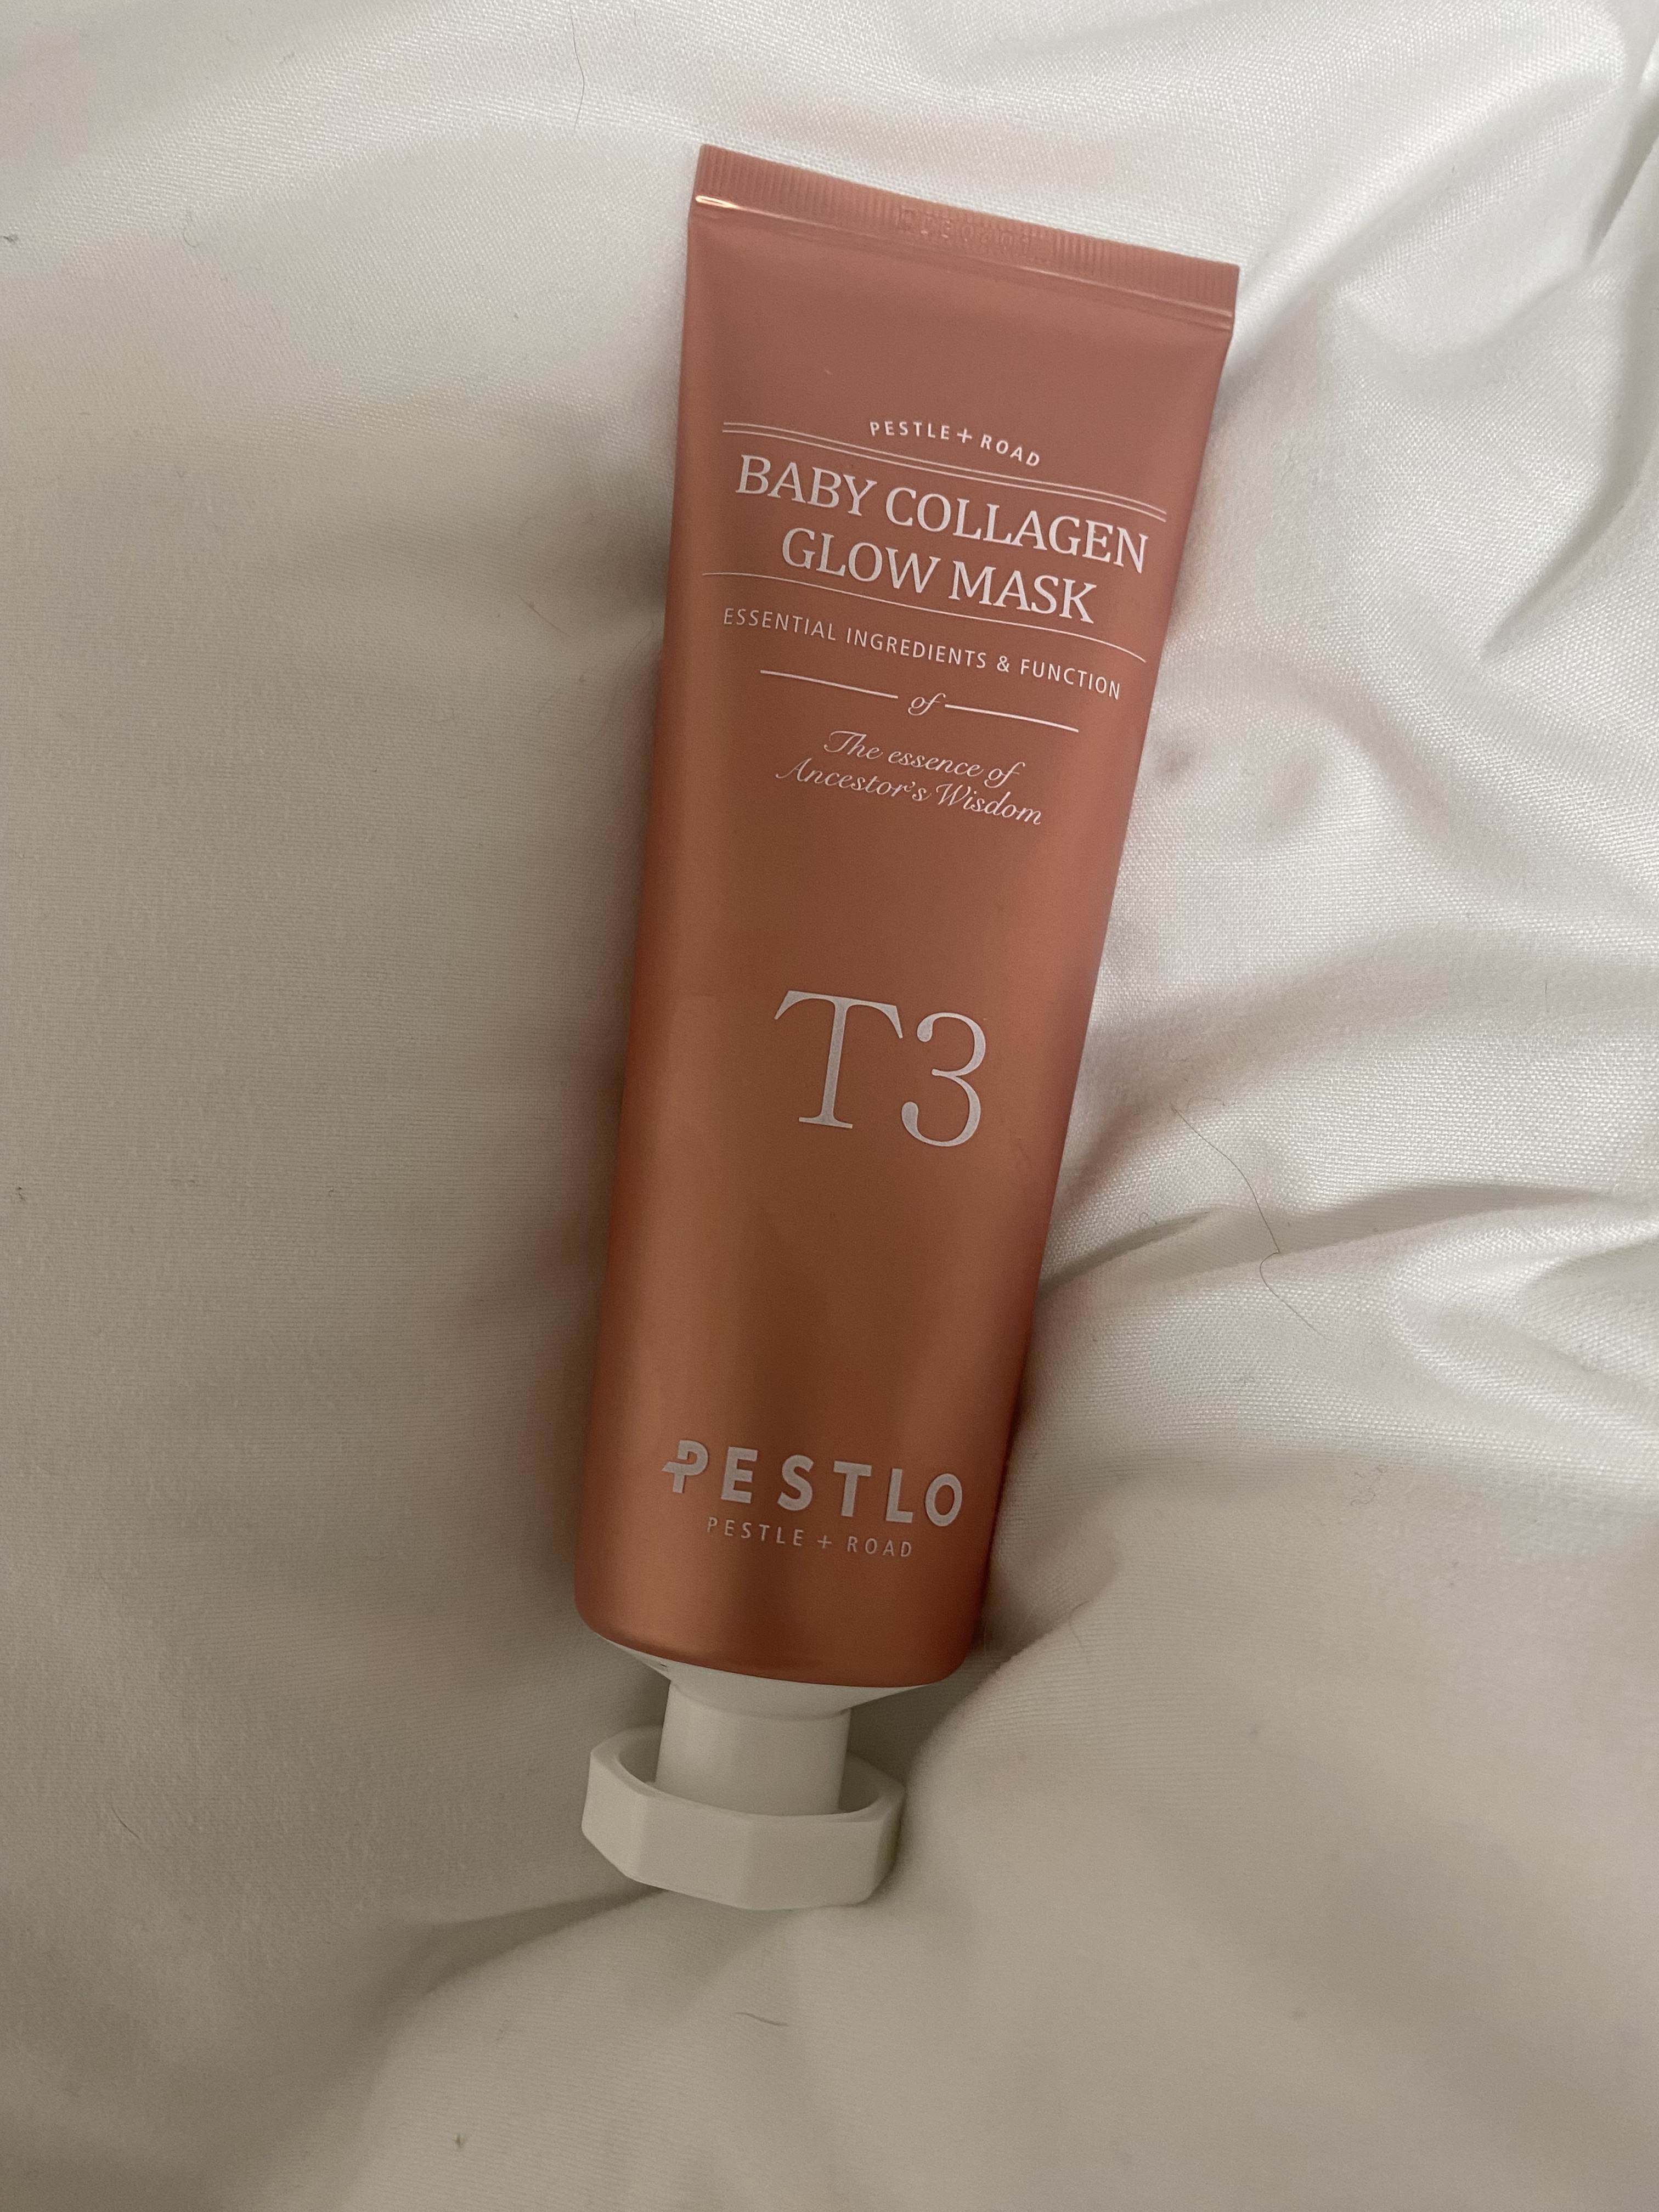 PESTLE+ROAD
BABY COLLAGEN
GLOW MASK
ESSENTIAL INGREDIENTS & FUNCTION
of
The essence of
Ancestor's Wisdom
T3
PESTLO
PESTLE + ROAD